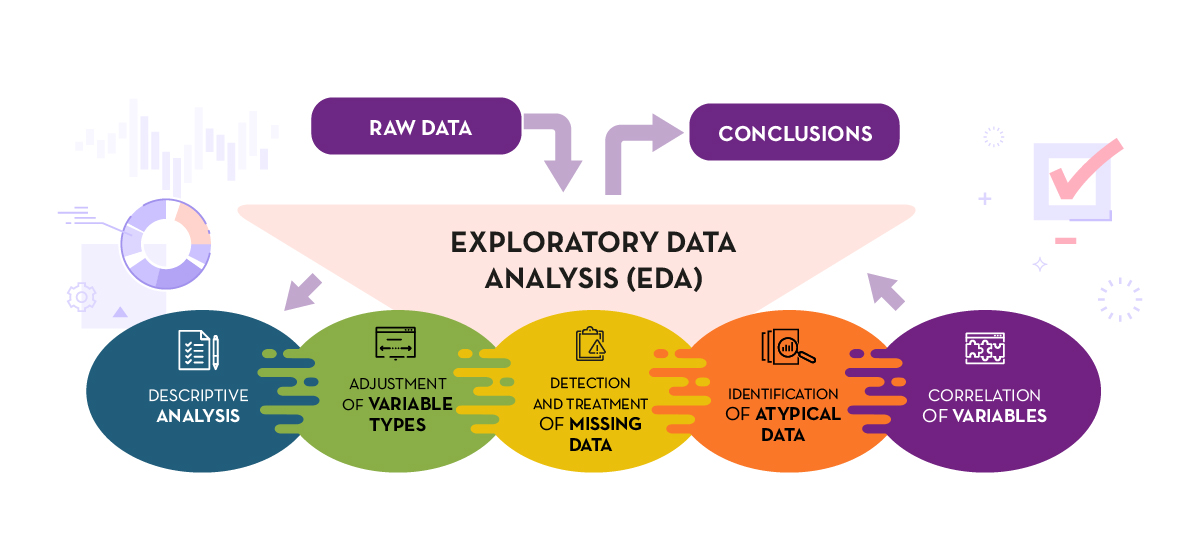 RAW DATA
CONCLUSIONS
EXPLORATORY DATA
ANALYSIS (EDA)
DESCRIPTIVE
ANALYSIS
ADJUSTMENT
OF VARIABLE
TYPES
DETECTION
AND TREATMENT
OF MISSING
DATA
IDENTIFICATION
OF ATYPICAL
DATA
CORRELATION
OF VARIABLES